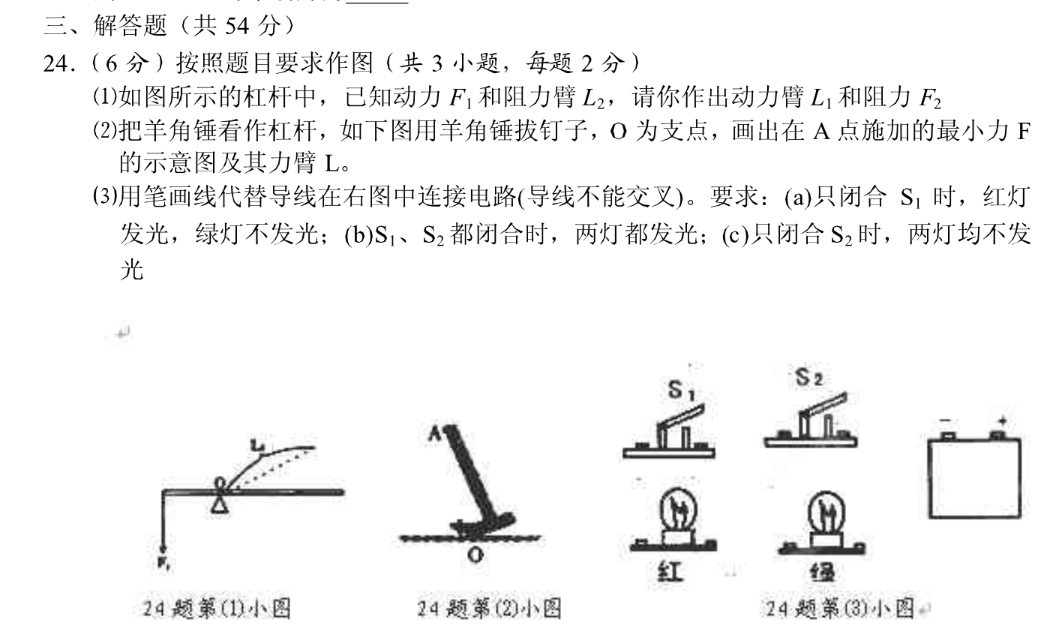 三、解答题（共 54 分）
24.（6 分）按照题目要求作图（共 3 小题，每题 2 分）
⑴如图所示的杠杆中，已知动力 F₁ 和阻力臂 L₂，请你作出动力臂 L₁ 和阻力 F₂
⑵把羊角锤看作杠杆，如下图用羊角锤拔钉子，O 为支点，画出在 A 点施加的最小力 F
的示意图及其力臂 L。
⑶用笔画线代替导线在右图中连接电路(导线不能交叉)。要求：(a)只闭合 S₁ 时，红灯
发光，绿灯不发光；(b)S₁、S₂ 都闭合时，两灯都发光；(c)只闭合 S₂ 时，两灯均不发
光
S₁ S₂
- +
A
O
F₁
O
红 绿
24 题第(1)小图 24 题第(2)小图 24 题第(3)小图